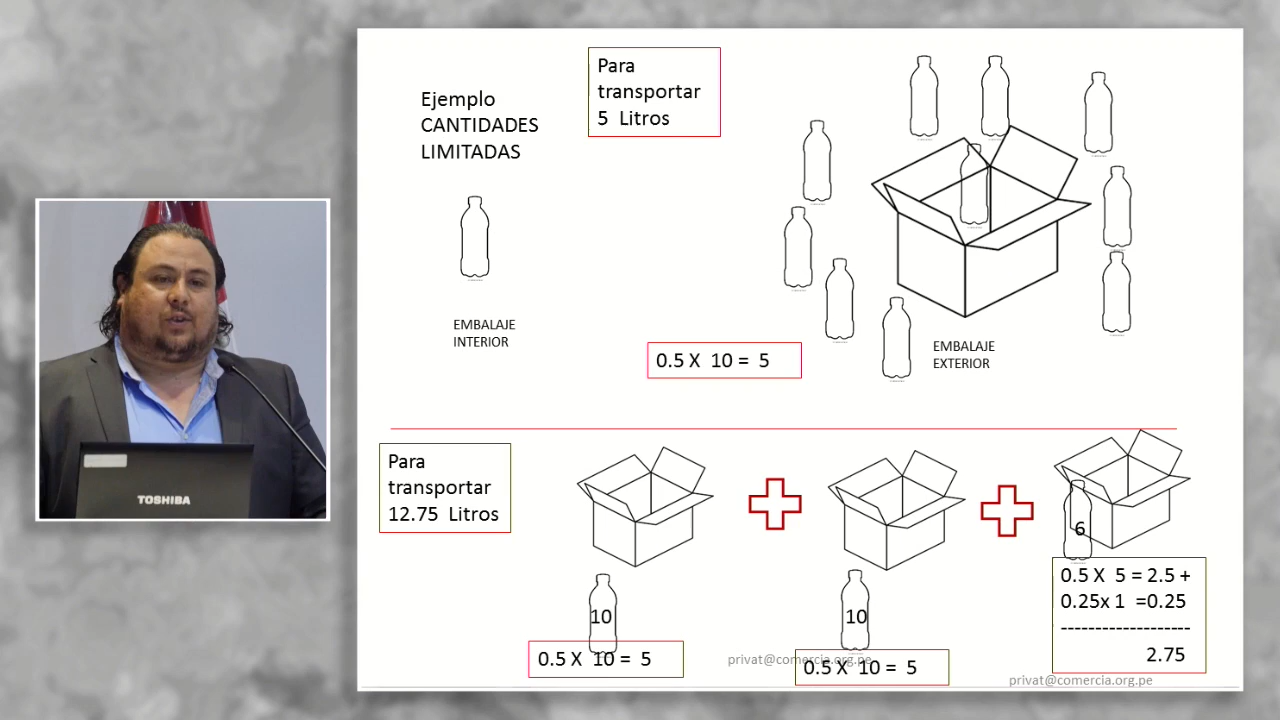 Ejemplo
CANTIDADES
LIMITADAS
Para
transportar
5 Litros
EMBALAJE
INTERIOR
0.5 X 10 = 5
EMBALAJE
EXTERIOR
TOSHIBA
Para
transportar
12.75 Litros
10
0.5 X 10 = 5
10
0.5 X 10 = 5
6
0.5 X 5 = 2.5 +
0.25x 1 =0.25
-------------------
2.75
privat@comercia.org.pe
privat@comercia.org.pe